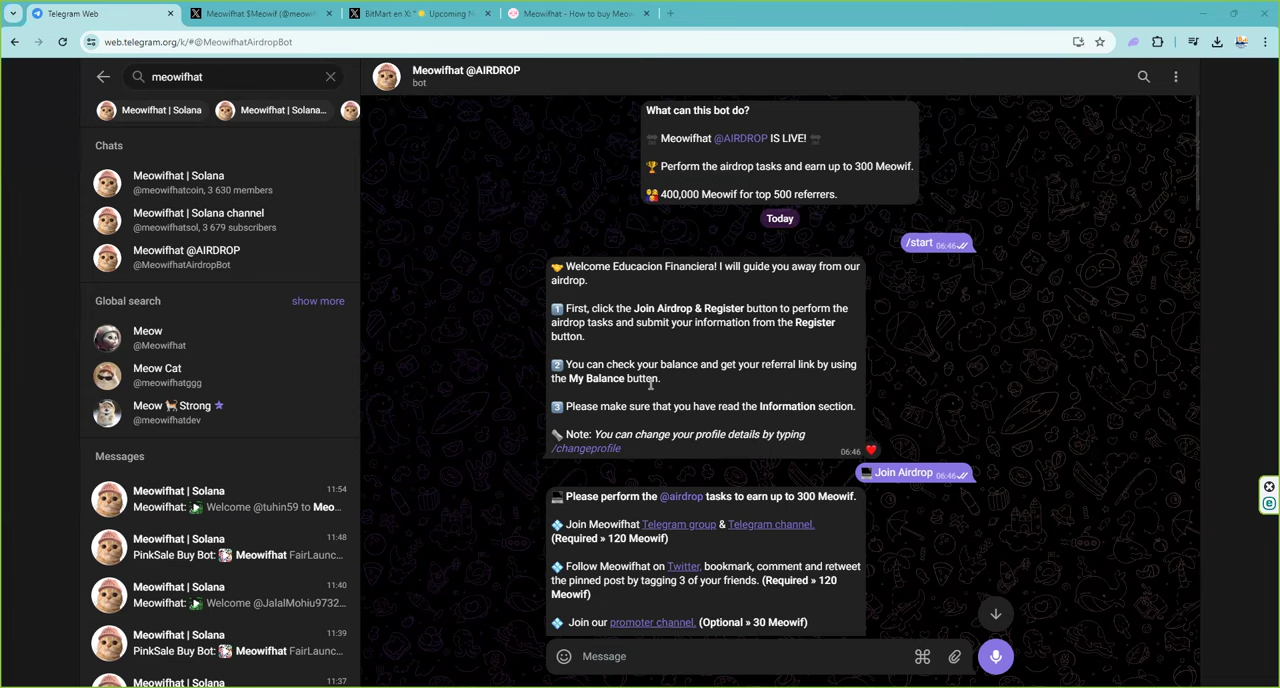 Telegram Web
Meowifhat $Meowif (@meowif
BitMart en X: "🌟 Upcoming N
Meowifhat – How to buy Meow
web.telegram.org/k/#@MeowifhatAirdropBot
meowifhat
Meowifhat | Solana
Meowifhat | Solana...
Chats
Meowifhat | Solana
@meowifhatcoin, 3 630 members
Meowifhat | Solana channel
@meowifhatsol, 3 679 subscribers
Meowifhat @AIRDROP
@MeowifhatAirdropBot
Global search
show more
Meow
@Meowifhat
Meow Cat
@meowifhatggg
Meow 🐕Strong
@meowifhatdev
Messages
Meowifhat | Solana
11:54
Meowifhat: Welcome @tuhin59 to Meo...
Meowifhat | Solana
11:48
PinkSale Buy Bot: Meowifhat FairLaunc...
Meowifhat | Solana
11:40
Meowifhat: Welcome @JalalMohiu9732...
Meowifhat | Solana
11:39
PinkSale Buy Bot: Meowifhat FairLaunc...
Meowifhat | Solana
11:37
Meowifhat @AIRDROP
bot
What can this bot do?
Meowifhat @AIRDROP IS LIVE!
🏆 Perform the airdrop tasks and earn up to 300 Meowif.
400,000 Meowif for top 500 referrers.
Today
/start 06:46
🤝 Welcome Educacion Financiera! I will guide you away from our
airdrop.
1️⃣ First, click the Join Airdrop & Register button to perform the
airdrop tasks and submit your information from the Register
button.
2️⃣ You can check your balance and get your referral link by using
the My Balance button.
3️⃣ Please make sure that you have read the Information section.
Note: You can change your profile details by typing
/changeprofile
06:46
Join Airdrop 06:46
Please perform the @airdrop tasks to earn up to 300 Meowif.
💠 Join Meowifhat Telegram group & Telegram channel.
(Required » 120 Meowif)
💠 Follow Meowifhat on Twitter, bookmark, comment and retweet
the pinned post by tagging 3 of your friends. (Required » 120
Meowif)
💠 Join our promoter channel. (Optional » 30 Meowif)
Message